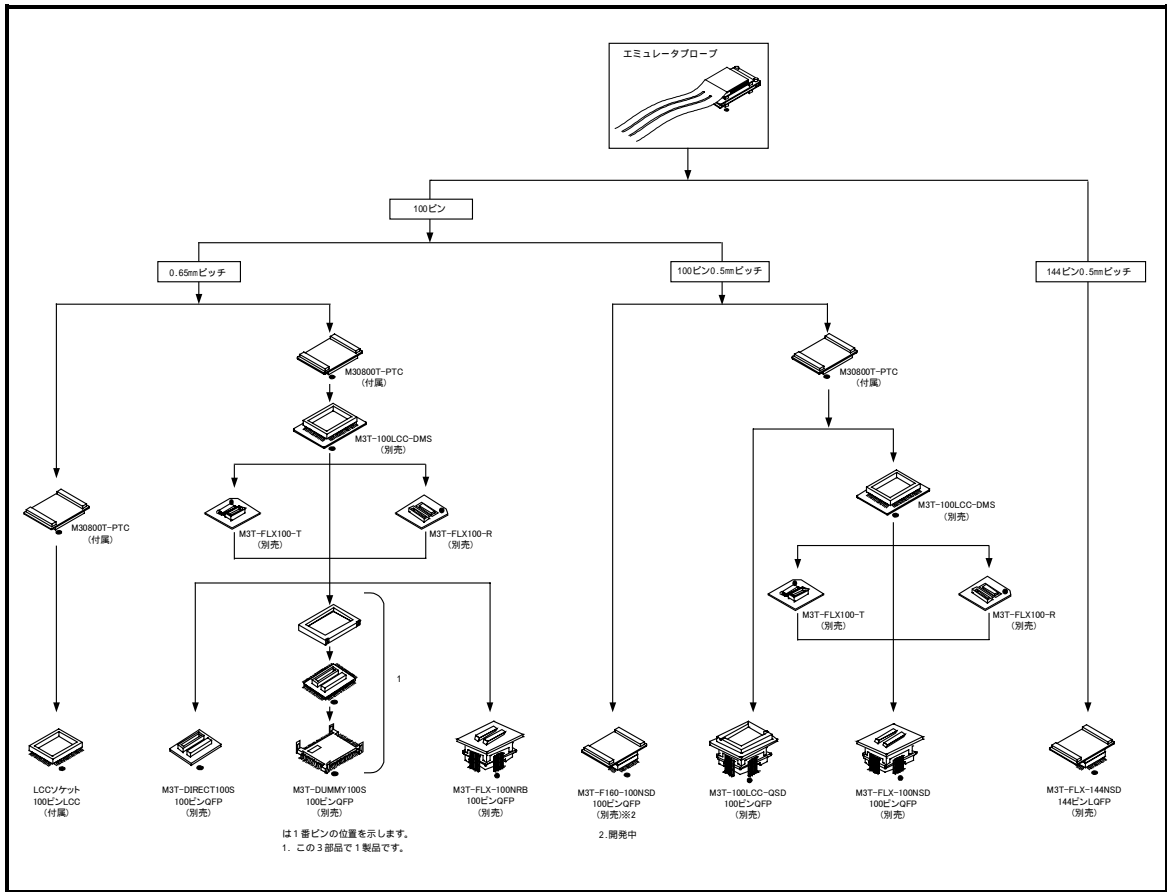 エミュレータプローブ
100ピン
0.65mmピッチ
100ピン0.5mmピッチ
144ピン0.5mmピッチ
M30800T-PTC
(付属)
M30800T-PTC
(付属)
M3T-100LCC-DMS
(別売)
M3T-100LCC-DMS
(別売)
M30800T-PTC
(付属)
M3T-FLX100-T
(別売)
M3T-FLX100-R
(別売)
M3T-FLX100-T
(別売)
M3T-FLX100-R
(別売)
1
LCCソケット
100ピンLCC
(付属)
M3T-DIRECT100S
100ピンQFP
(別売)
M3T-DUMMY100S
100ピンQFP
(別売)
M3T-FLX-100NRB
100ピンQFP
(別売)
M3T-F160-100NSD
100ピンQFP
(別売)※2
M3T-100LCC-QSD
100ピンQFP
(別売)
M3T-FLX-100NSD
100ピンQFP
(別売)
M3T-FLX-144NSD
144ピンLQFP
(別売)
は1番ピンの位置を示します。
1. この3部品で1製品です。
2.開発中